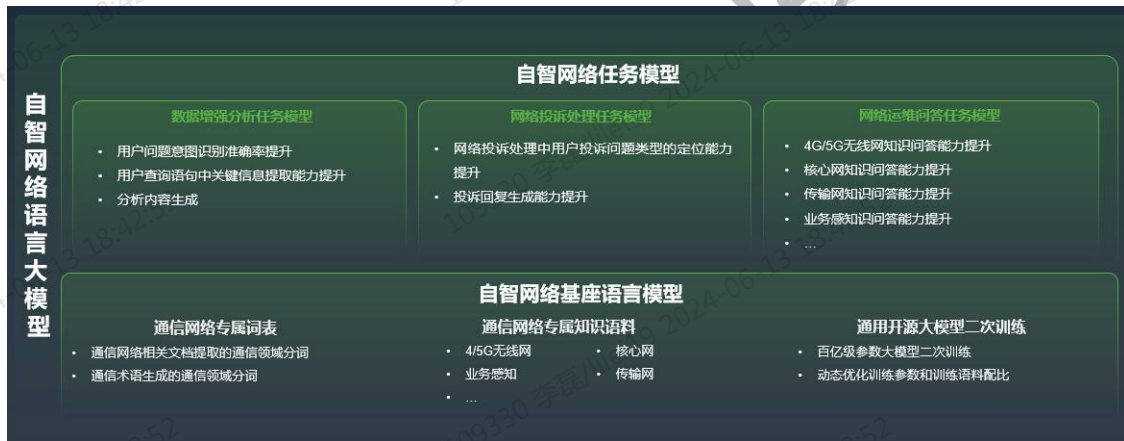 自智网络语言大模型
自智网络任务模型
数据增强分析任务模型
• 用户问题意图识别准确率提升
• 用户查询语句中关键信息提取能力提升
• 分析内容生成
网络投诉处理任务模型
• 网络投诉处理中用户投诉问题类型的定位能力
提升
• 投诉回复生成能力提升
网络运维问答任务模型
• 4G/5G无线网知识问答能力提升
• 核心网知识问答能力提升
• 传输网知识问答能力提升
• 业务感知识问答能力提升
• ...
自智网络基座语言模型
通信网络专属词表
• 通信网络相关文档提取的通信领域分词
• 通信术语生成的通信领域分词
通信网络专属知识语料
• 4/5G无线网
• 核心网
• 业务感知
• 传输网
• ...
通用开源大模型二次训练
• 百亿级参数大模型二次训练
• 动态优化训练参数和训练语料配比